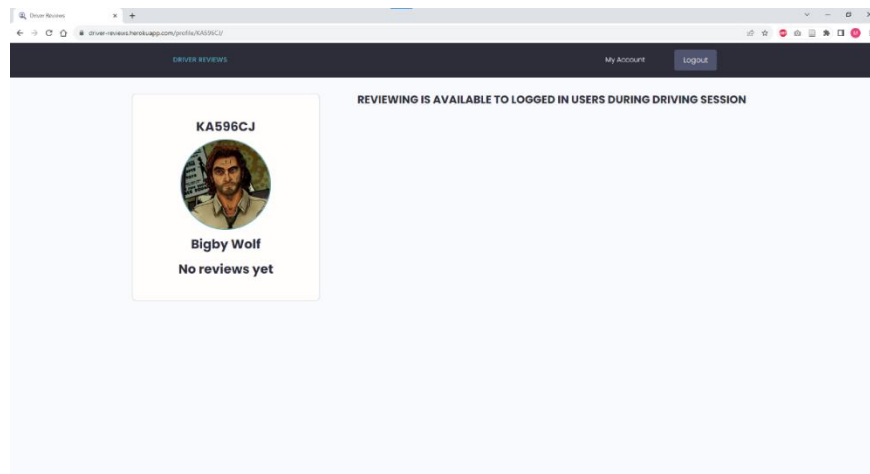 Driver Reviews
driver-reviews.herokuapp.com/profile/KA596CJ/
DRIVER REVIEWS
My Account
Logout
REVIEWING IS AVAILABLE TO LOGGED IN USERS DURING DRIVING SESSION
KA596CJ
Bigby Wolf
No reviews yet